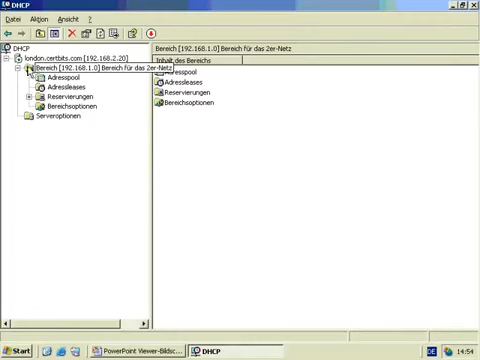 DHCP
Datei Aktion Ansicht ?
DHCP
london.certbits.com [192.168.2.20]
Bereich [192.168.1.0] Bereich für das 2er-Netz
Adresspool
Adressleases
Reservierungen
Bereichsoptionen
Serveroptionen
Bereich [192.168.1.0] Bereich für das 2er-Netz
Inhalt des Bereichs
Adresspool
Adressleases
Reservierungen
Bereichsoptionen
Start
PowerPoint Viewer-Bildsc...
DHCP
DE
14:54